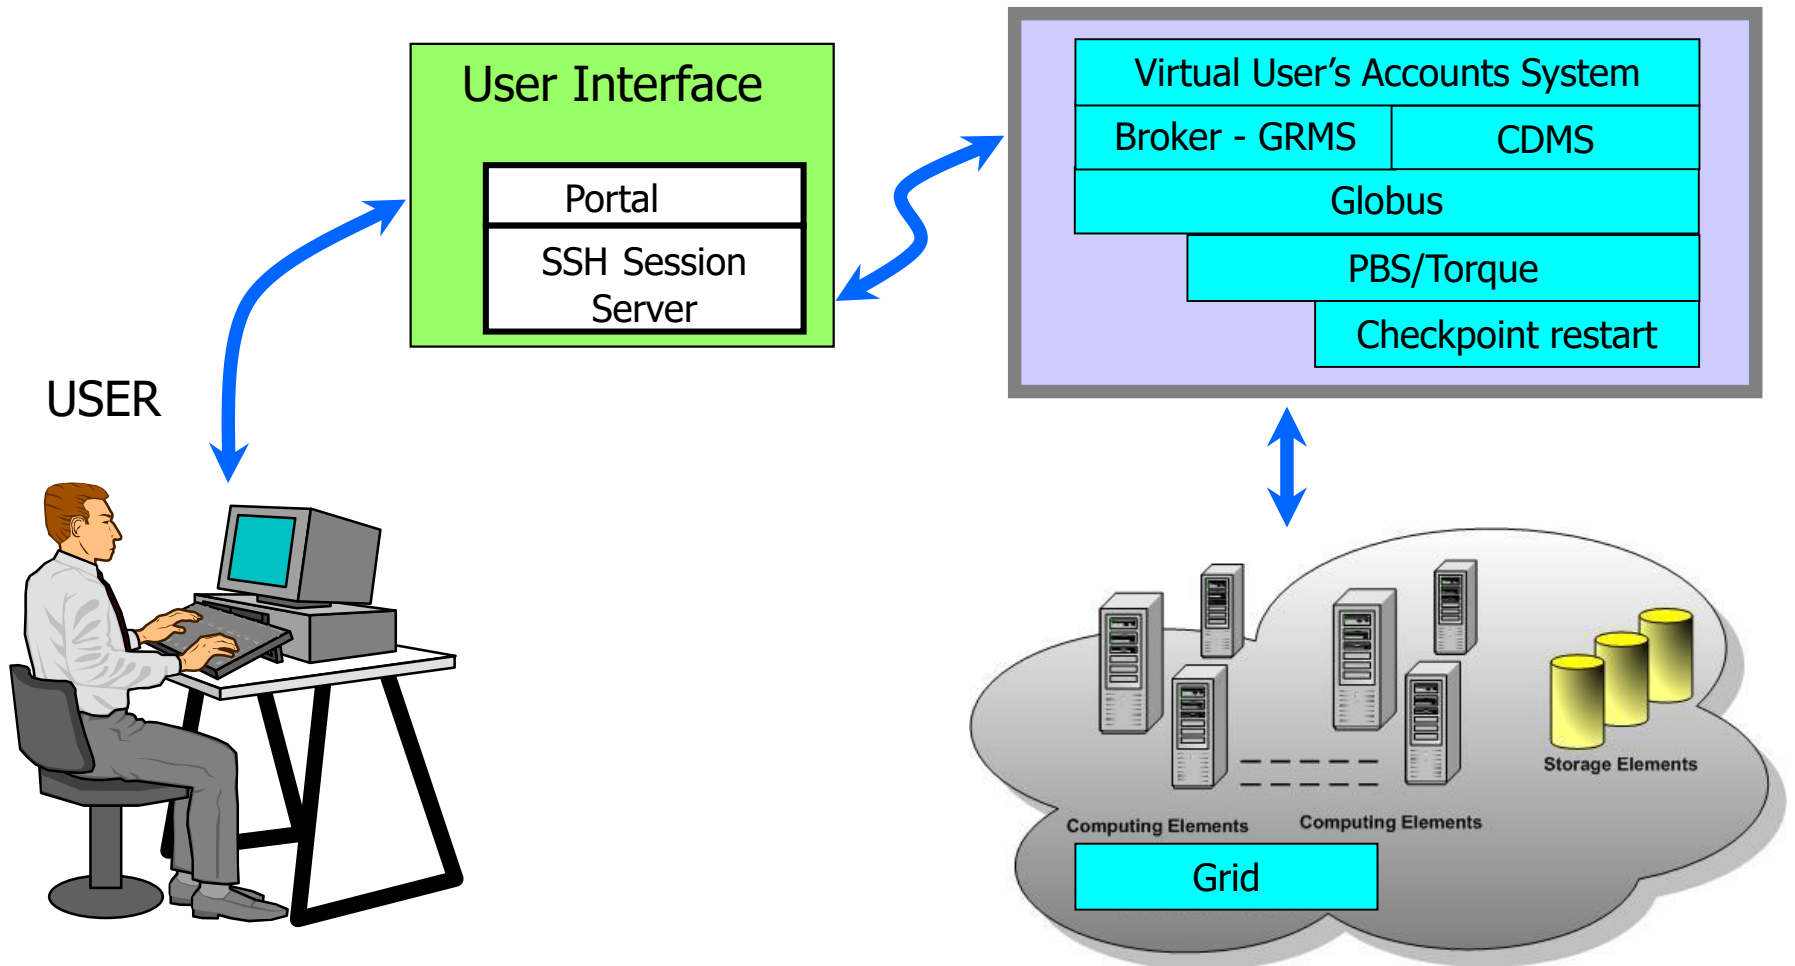 User Interface
Portal
SSH Session
Server
USER
Virtual User’s Accounts System
Broker - GRMS
CDMS
Globus
PBS/Torque
Checkpoint restart
Storage Elements
Computing Elements
Computing Elements
Grid